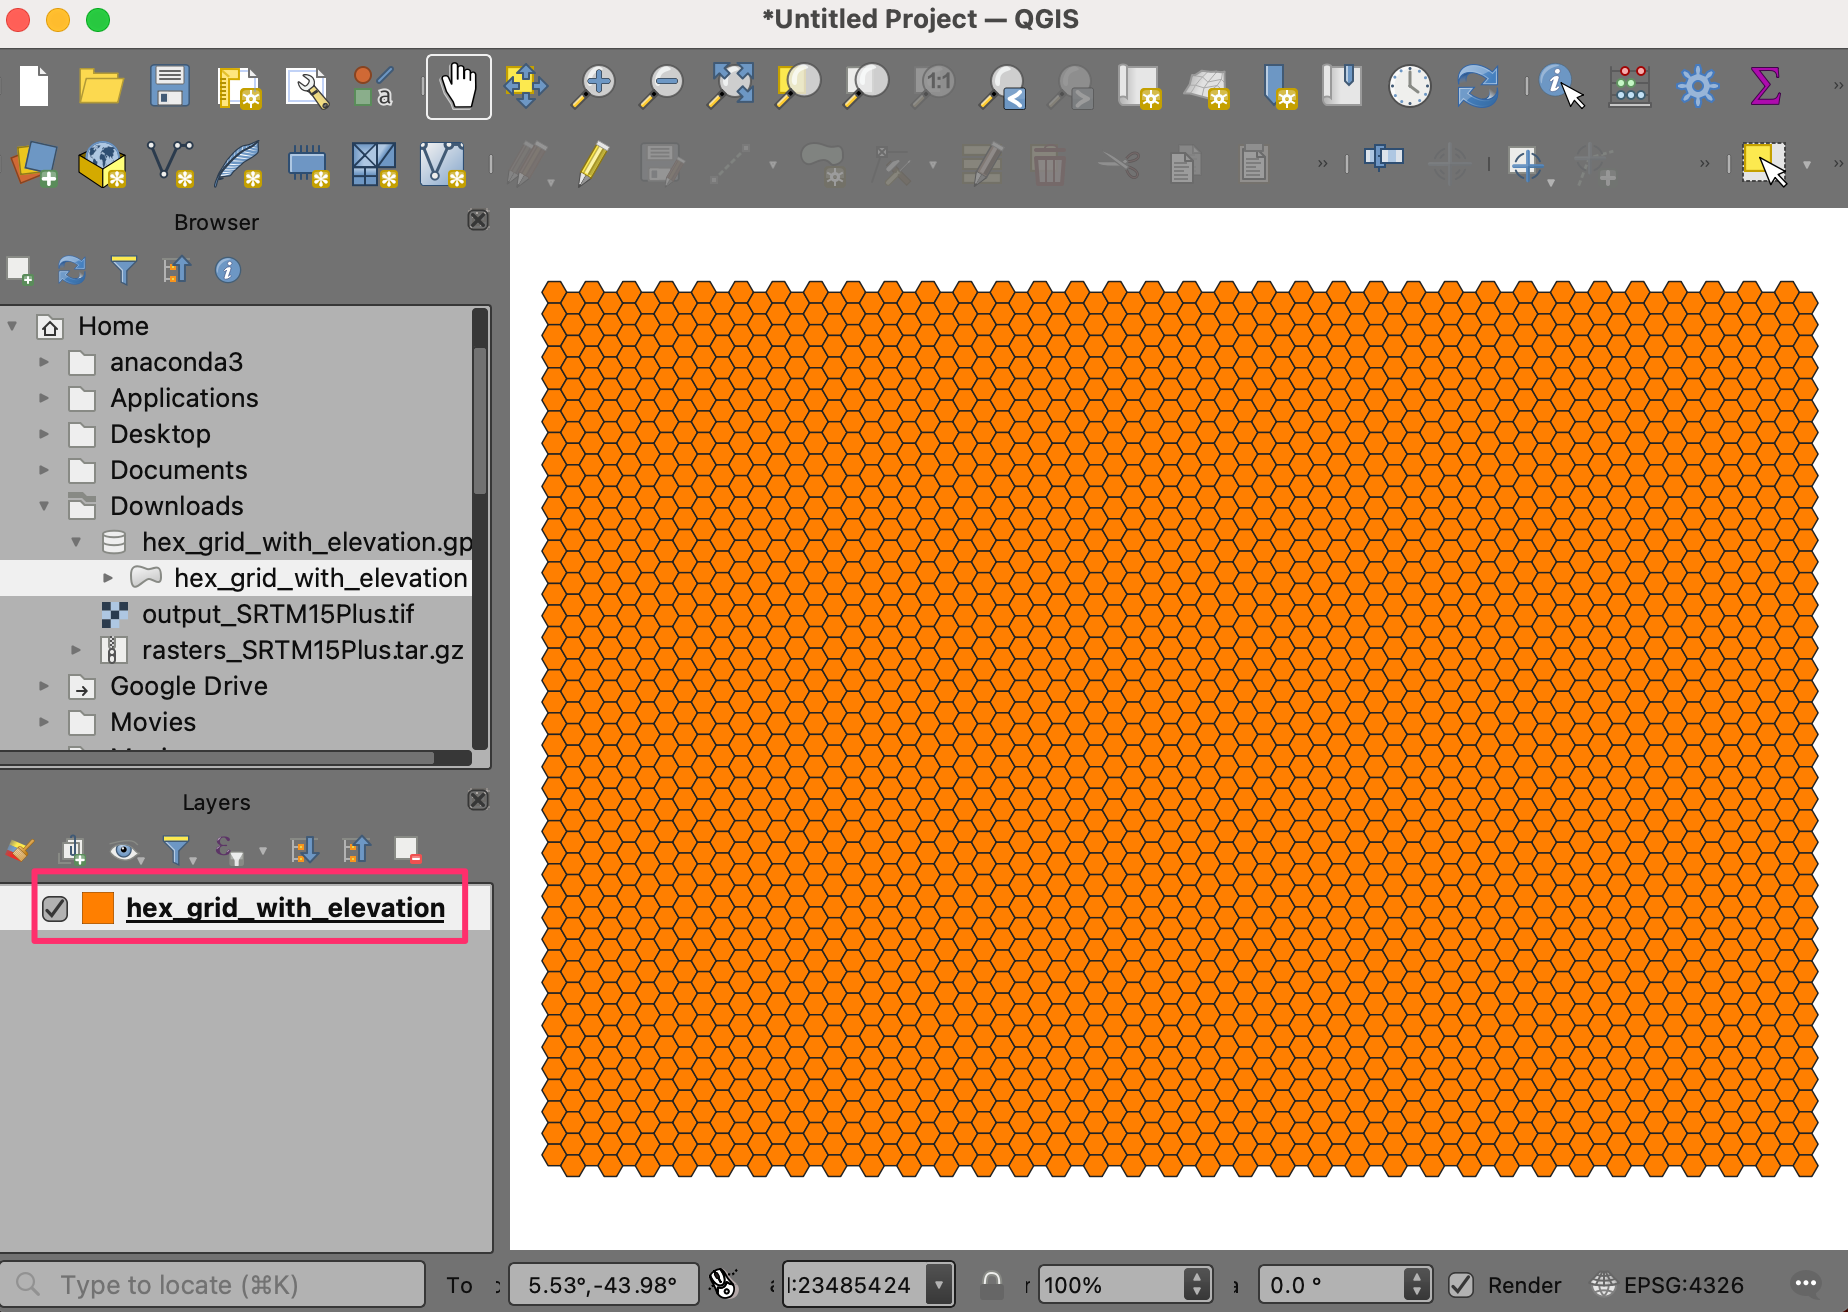 *Untitled Project — QGIS
a
1:1
Browser
Home
anaconda3
Applications
Desktop
Documents
Downloads
hex_grid_with_elevation.gp
hex_grid_with_elevation
output_SRTM15Plus.tif
rasters_SRTM15Plus.tar.gz
Google Drive
Movies
Layers
hex_grid_with_elevation
Type to locate (⌘K)
To
5.53°,-43.98°
:23485424
100%
0.0 °
Render
EPSG:4326